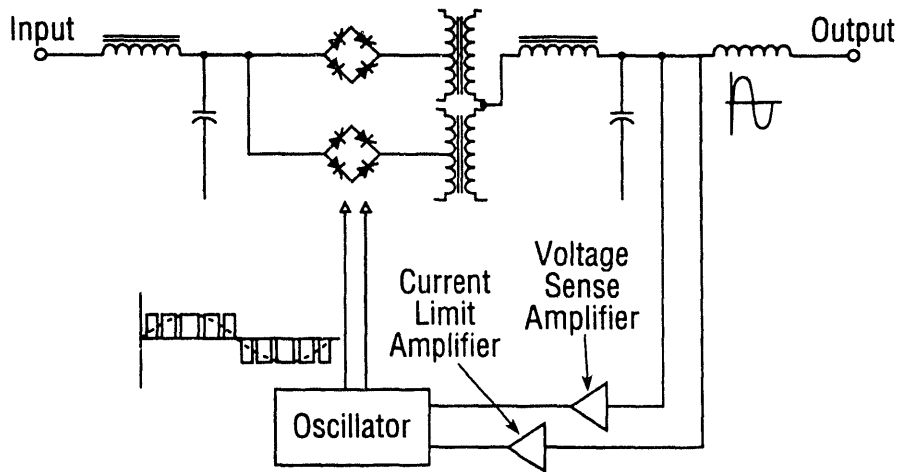 Input
Output
Voltage
Sense
Amplifier
Current
Limit
Amplifier
Oscillator